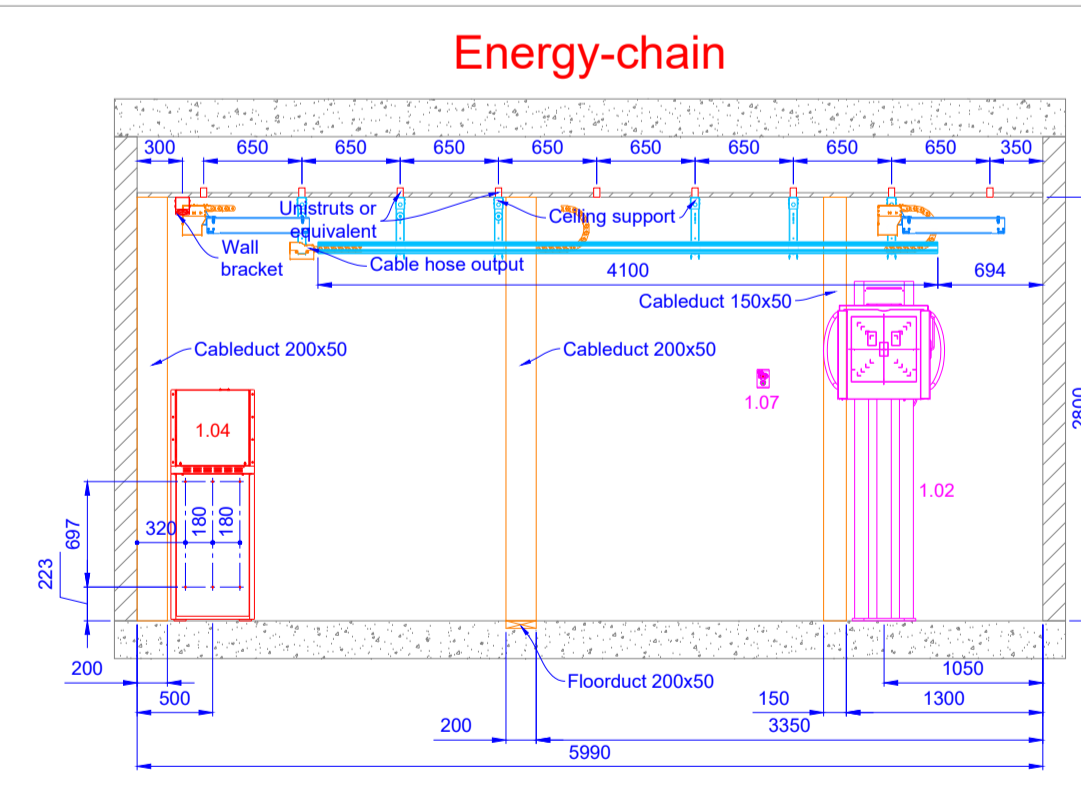 Energy-chain
300
650
650
650
650
650
650
650
350
Unistruts or
equivalent
Ceiling support
Wall
bracket
Cable hose output
4100
694
Cableduct 150x50
Cableduct 200x50
Cableduct 200x50
1.07
2800
1.04
1.02
320
180
180
697
223
200
500
Floorduct 200x50
1050
150
1300
200
3350
5990